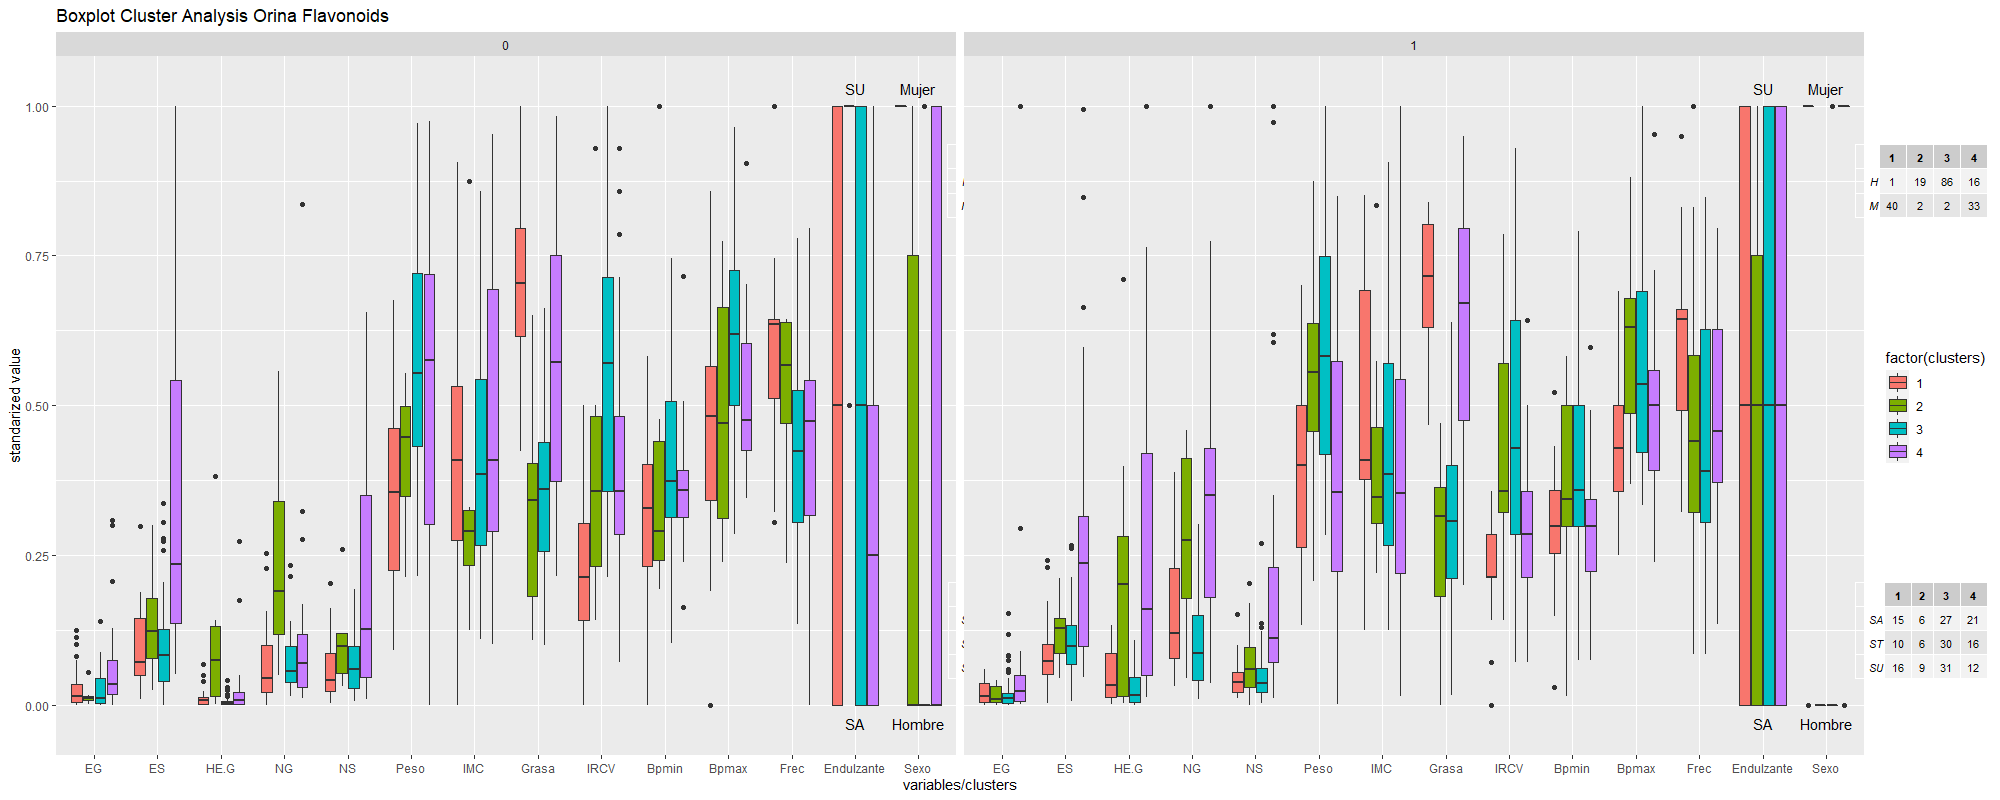 Boxplot Cluster Analysis Orina Flavonoids
0
1
SU
Mujer
SU
Mujer
1.00
0.75
0.50
0.25
0.00
standarized value
SA
Hombre
SA
Hombre
EG ES HE.G NG NS Peso IMC Grasa IRCV Bpmin Bpmax Frec Endulzante Sexo
EG ES HE.G NG NS Peso IMC Grasa IRCV Bpmin Bpmax Frec Endulzante Sexo
variables/clusters
1 2 3 4
H 1 19 86 16
M 40 2 2 33
factor(clusters)
1
2
3
4
1 2 3 4
SA 15 6 27 21
ST 10 6 30 16
SU 16 9 31 12